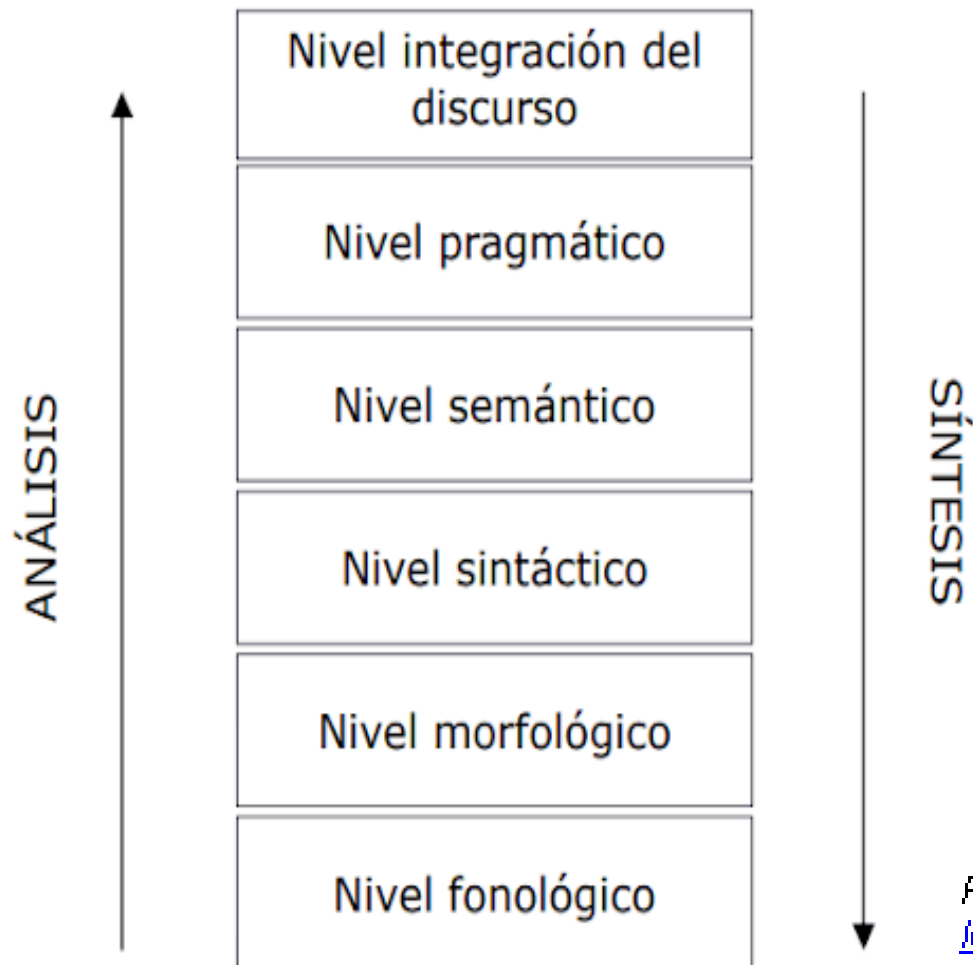 Nivel integración del
discurso
Nivel pragmático
ANÁLISIS
Nivel semántico
SÍNTESIS
Nivel sintáctico
Nivel morfológico
Nivel fonológico